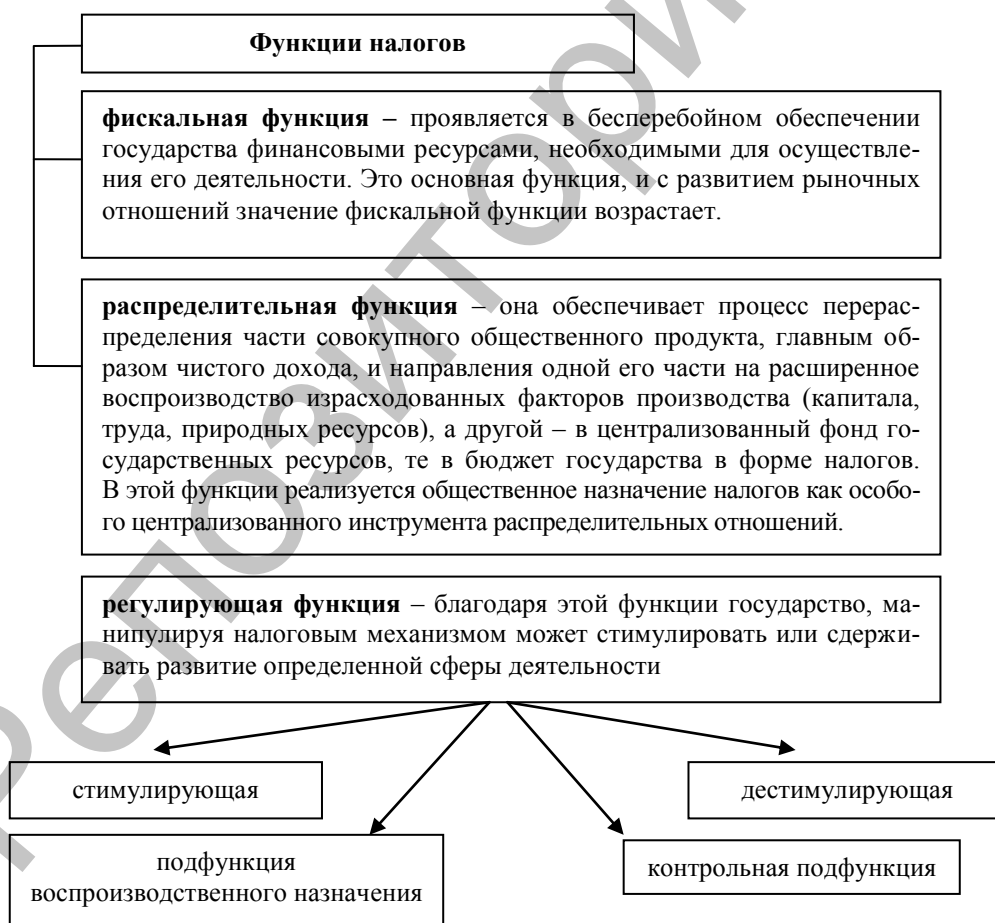 Функции налогов
фискальная функция – проявляется в бесперебойном обеспечении
государства финансовыми ресурсами, необходимыми для осуществле-
ния его деятельности. Это основная функция, и с развитием рыночных
отношений значение фискальной функции возрастает.
распределительная функция – она обеспечивает процесс перерас-
пределения части совокупного общественного продукта, главным об-
разом чистого дохода, и направления одной его части на расширенное
воспроизводство израсходованных факторов производства (капитала,
труда, природных ресурсов), а другой – в централизованный фонд го-
сударственных ресурсов, те в бюджет государства в форме налогов.
В этой функции реализуется общественное назначение налогов как особо-
го централизованного инструмента распределительных отношений.
регулирующая функция – благодаря этой функции государство, ма-
нипулируя налоговым механизмом может стимулировать или сдержи-
вать развитие определенной сферы деятельности
стимулирующая
дестимулирующая
подфункция
воспроизводственного назначения
контрольная подфункция
Репозитори